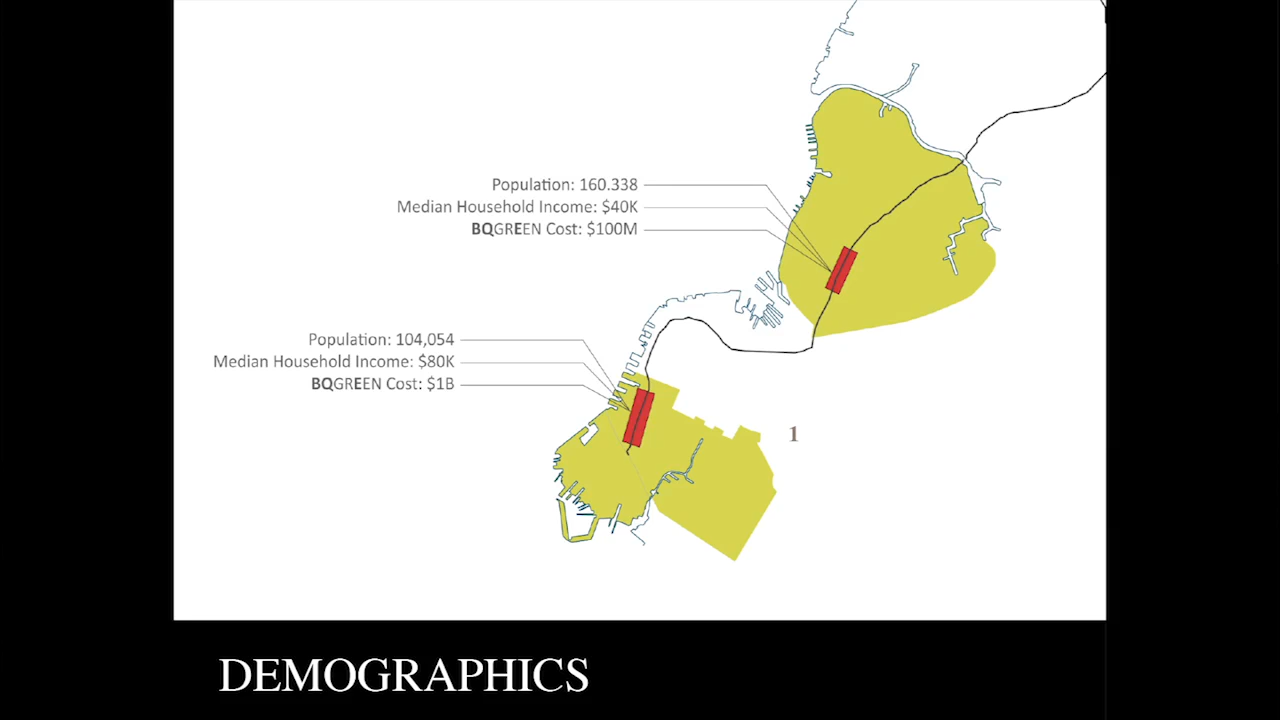 Population: 160.338
Median Household Income: $40K
BQGREEN Cost: $100M
Population: 104,054
Median Household Income: $80K
BQGREEN Cost: $1B
1
DEMOGRAPHICS